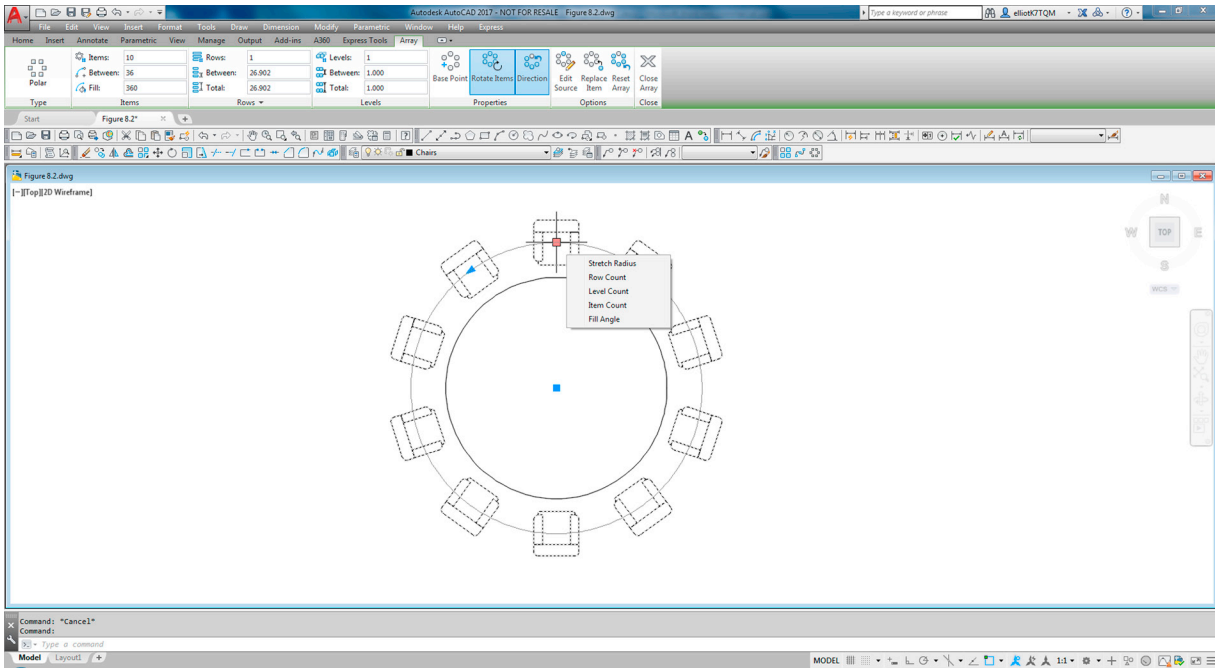 Autodesk AutoCAD 2017 - NOT FOR RESALE Figure 8.2.dwg
Type a keyword or phrase
elliotK7TQM
File Edit View Insert Format Tools Draw Dimension Modify Parametric Window Help Express
Home Insert Annotate Parametric View Manage Output Add-ins A360 Express Tools Array
Polar
Type
Items: 10
Between: 36
Fill: 360
Items
Rows: 1
Between: 26.902
Total: 26.902
Rows
Levels: 1
Between: 1.000
Total: 1.000
Levels
Base Point Rotate Items Direction
Properties
Edit Source Replace Item Reset Array
Options
Close Array
Close
Start Figure 8.2*
Chairs
Figure 8.2.dwg
[−][Top][2D Wireframe]
N
W TOP E
S
WCS
Stretch Radius
Row Count
Level Count
Item Count
Fill Angle
Command: *Cancel*
Command:
Type a command
Model Layout1 +
MODEL 1:1